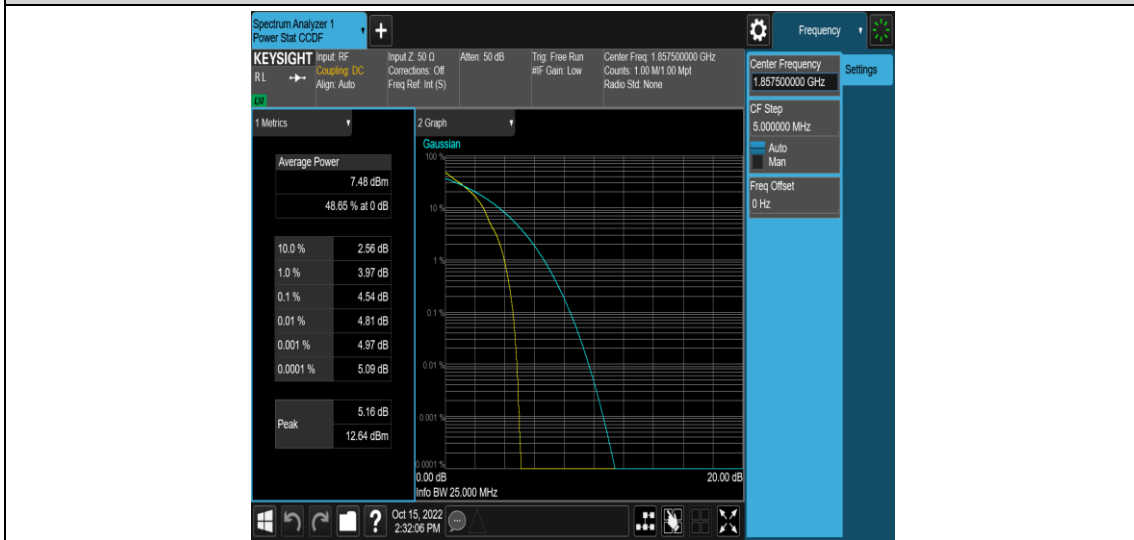 Spectrum Analyzer 1
Power Stat CCDF
+
Frequency
KEYSIGHT
RL
LXI
Input: RF
Coupling: DC
Align: Auto
Input Z: 50 Ω
Corrections: Off
Freq Ref: Int (S)
Atten: 50 dB
Trig: Free Run
#IF Gain: Low
Center Freq: 1.857500000 GHz
Counts: 1.00 M/1.00 Mpt
Radio Std: None
Center Frequency
1.857500000 GHz
Settings
CF Step
5.000000 MHz
Auto
Man
Freq Offset
0 Hz
1 Metrics
Average Power
7.48 dBm
48.65 % at 0 dB
10.0 % 2.56 dB
1.0 % 3.97 dB
0.1 % 4.54 dB
0.01 % 4.81 dB
0.001 % 4.97 dB
0.0001 % 5.09 dB
Peak
5.16 dB
12.64 dBm
2 Graph
Gaussian
100 %
10 %
1 %
0.1 %
0.01 %
0.001 %
0.0001 %
0.00 dB 20.00 dB
Info BW 25.000 MHz
?
Oct 15, 2022
2:32:06 PM